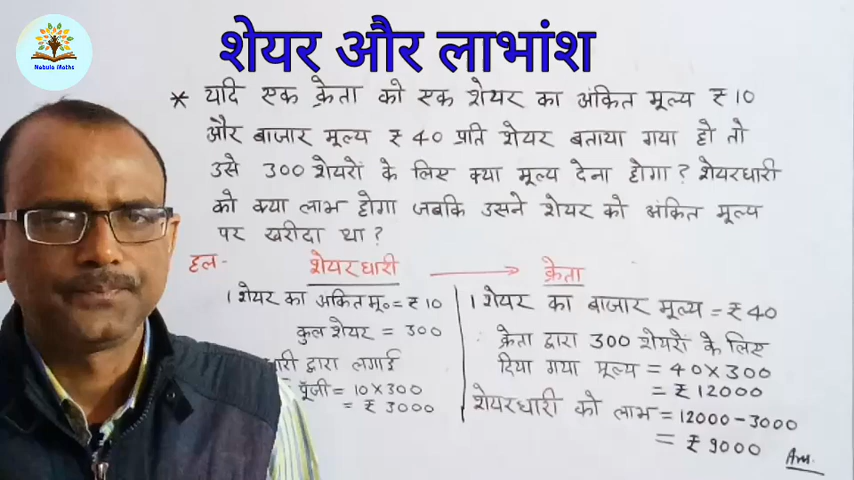 Nebula Maths
शेयर और लाभांश
* यदि एक क्रेता को एक शेयर का अंकित मूल्य ₹ 10
और बाजार मूल्य ₹ 40 प्रति शेयर बताया गया हो तो
उसे 300 शेयरों के लिए क्या मूल्य देना होगा? शेयरधारी
को क्या लाभ होगा जबकि उसने शेयर को अंकित मूल्य
पर खरीदा था?
हल- शेयरधारी → क्रेता
1 शेयर का अंकित मू० = ₹ 10
कुल शेयर = 300
धारी द्वारा लगाई
पूँजी = 10 × 300
= ₹ 3000
1 शेयर का बाजार मूल्य = ₹ 40
क्रेता द्वारा 300 शेयरों के लिए
दिया गया मूल्य = 40 × 300
= ₹ 12000
शेयरधारी को लाभ = 12000 - 3000
= ₹ 9000
Ans.